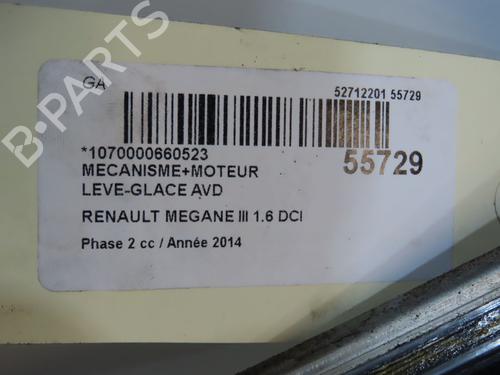 GA
52712201 55729
*1070000660523
55729
MECANISME+MOTEUR
LEVE-GLACE AVD
RENAULT MEGANE III 1.6 DCI
Phase 2 cc / Année 2014
B-PARTS